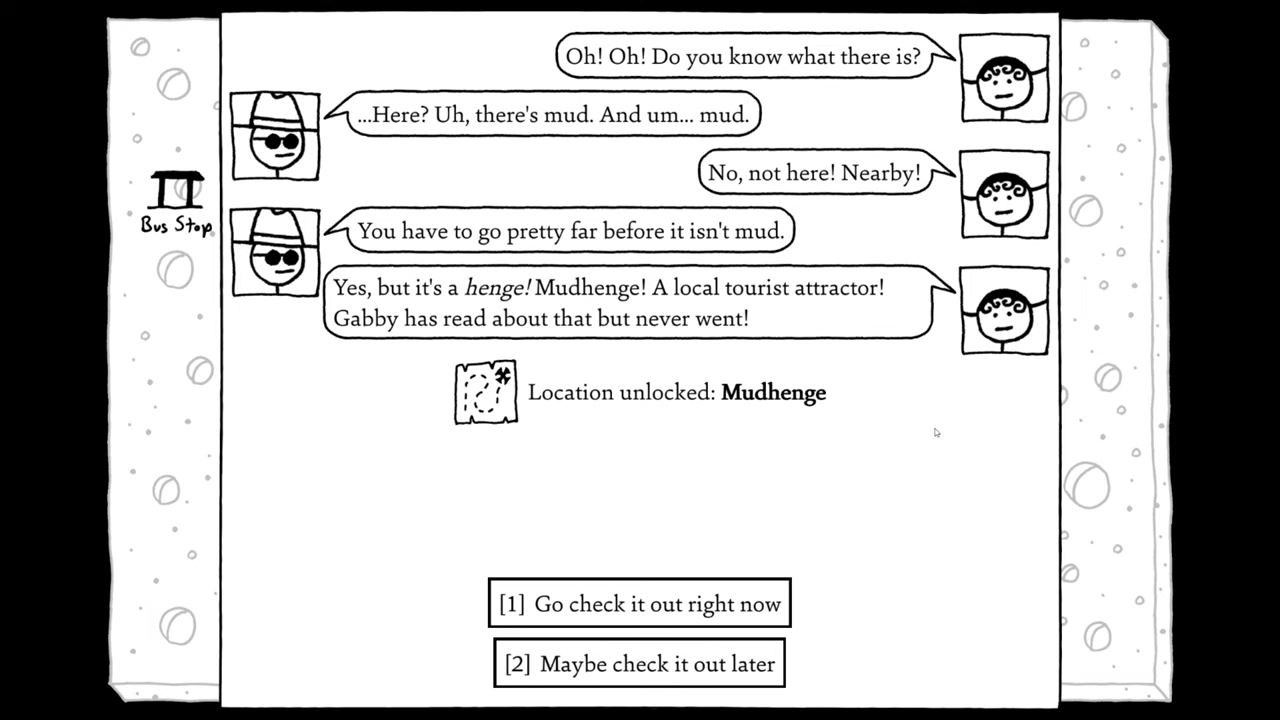 Oh! Oh! Do you know what there is?
...Here? Uh, there's mud. And um... mud.
No, not here! Nearby!
Bus Stop
You have to go pretty far before it isn't mud.
Yes, but it's a henge! Mudhenge! A local tourist attractor!
Gabby has read about that but never went!
Location unlocked: Mudhenge
[1] Go check it out right now
[2] Maybe check it out later